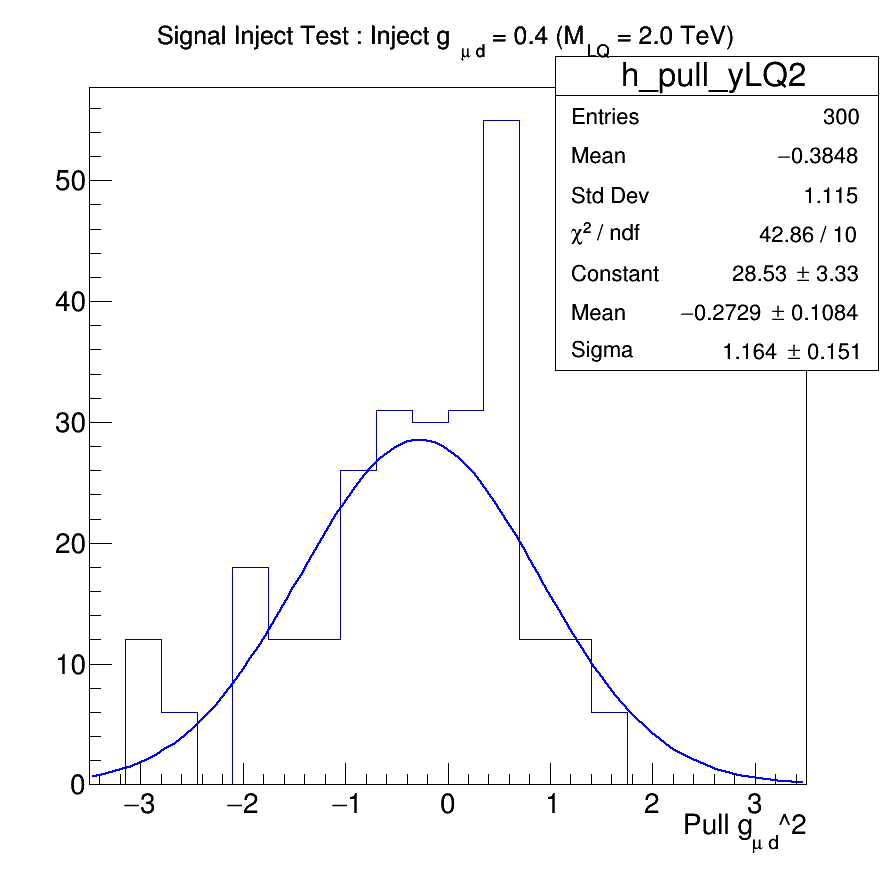 Signal Inject Test : Inject g μ d = 0.4 (M LQ = 2.0 TeV)
h_pull_yLQ2
Entries 300
Mean −0.3848
Std Dev 1.115
χ² / ndf 42.86 / 10
Constant 28.53 ± 3.33
Mean −0.2729 ± 0.1084
Sigma 1.164 ± 0.151
50
40
30
20
10
0
−3 −2 −1 0 1 2 3
Pull g μ d ^2